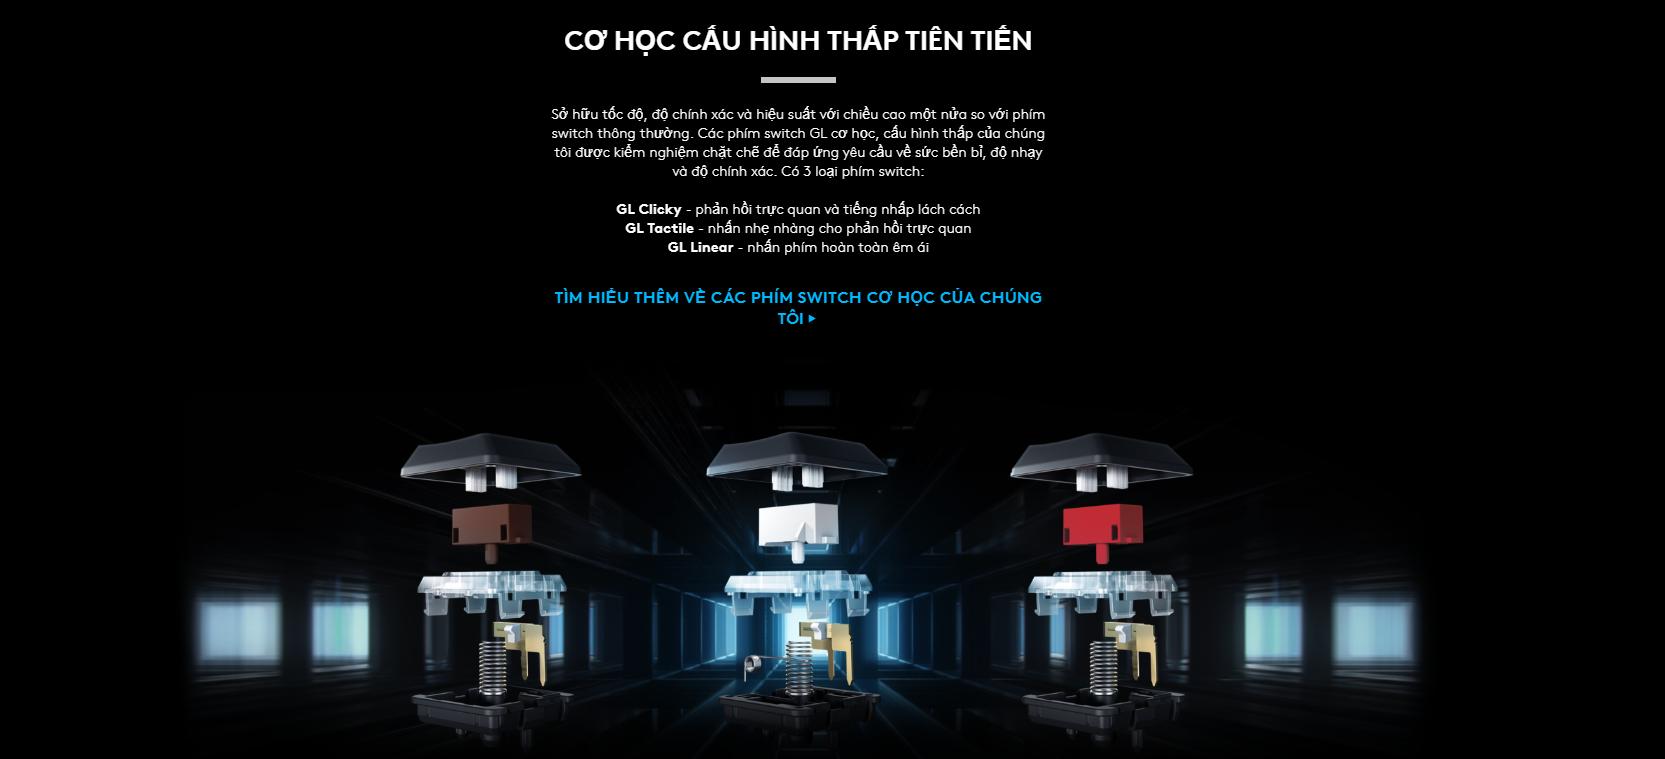 CƠ HỌC CẤU HÌNH THẤP TIÊN TIẾN
Sở hữu tốc độ, độ chính xác và hiệu suất với chiều cao một nửa so với phím
switch thông thường. Các phím switch GL cơ học, cấu hình thấp của chúng
tôi được kiểm nghiệm chặt chẽ để đáp ứng yêu cầu về sức bền bỉ, độ nhạy
và độ chính xác. Có 3 loại phím switch:
GL Clicky - phản hồi trực quan và tiếng nhấp lách cách
GL Tactile - nhấn nhẹ nhàng cho phản hồi trực quan
GL Linear - nhấn phím hoàn toàn êm ái
TÌM HIỂU THÊM VỀ CÁC PHÍM SWITCH CƠ HỌC CỦA CHÚNG
TÔI ▸